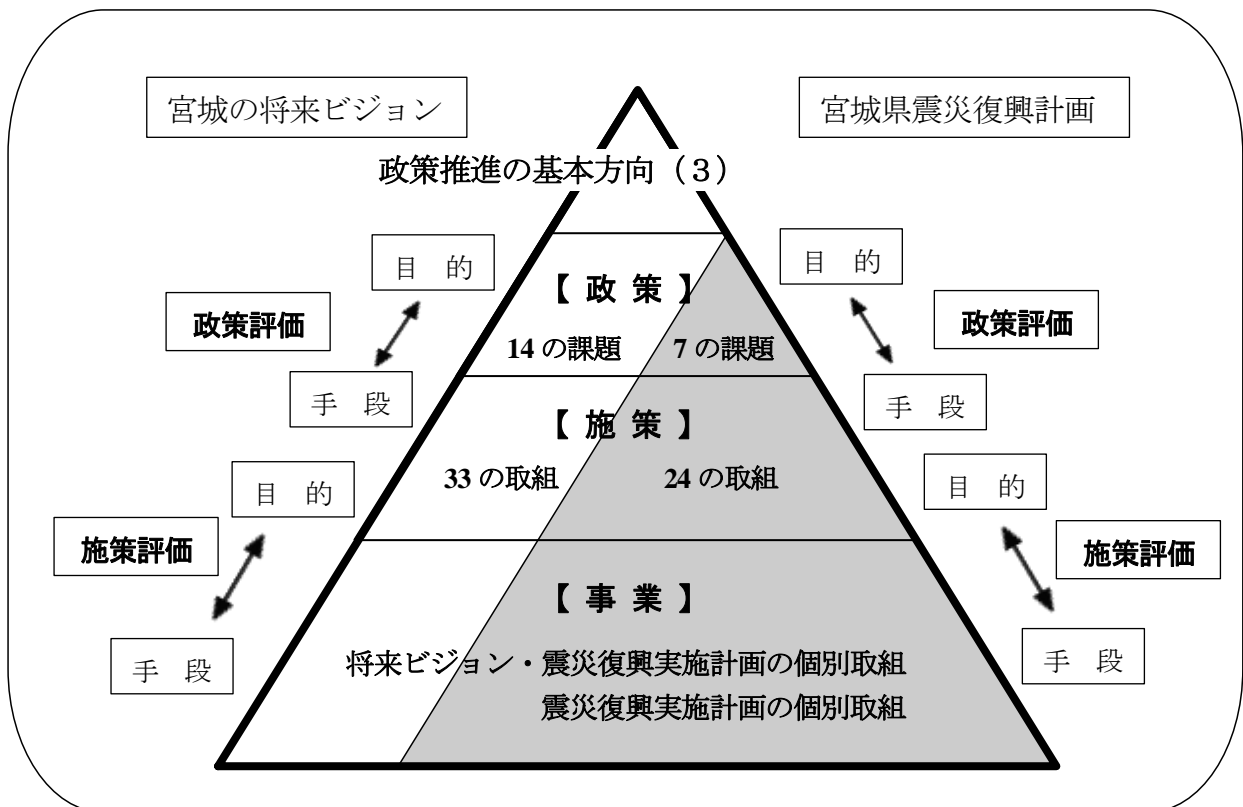 宮城の将来ビジョン
宮城県震災復興計画
政策推進の基本方向（３）
目 的
目 的
【 政 策 】
政策評価
政策評価
14 の課題
7 の課題
手 段
手 段
【 施 策 】
33 の取組
24 の取組
目 的
目 的
施策評価
施策評価
【 事 業 】
手 段
手 段
将来ビジョン・震災復興実施計画の個別取組
震災復興実施計画の個別取組